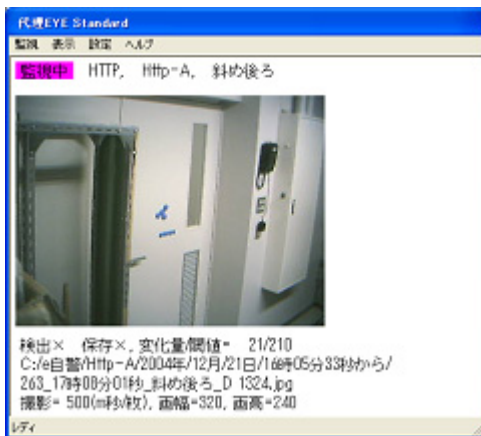 代理EYE Standard
監視 表示 設定 ヘルプ
監視中 HTTP, Http-A, 斜め後ろ
検出× 保存×, 変化量/閾値= 21/210
C:/e自警/Http-A/2004年/12月/21日/16時05分33秒から/
263_17時08分01秒_斜め後ろ_D 1324.jpg
撮影= 500(m秒/枚), 画幅=320, 画高=240
レディ